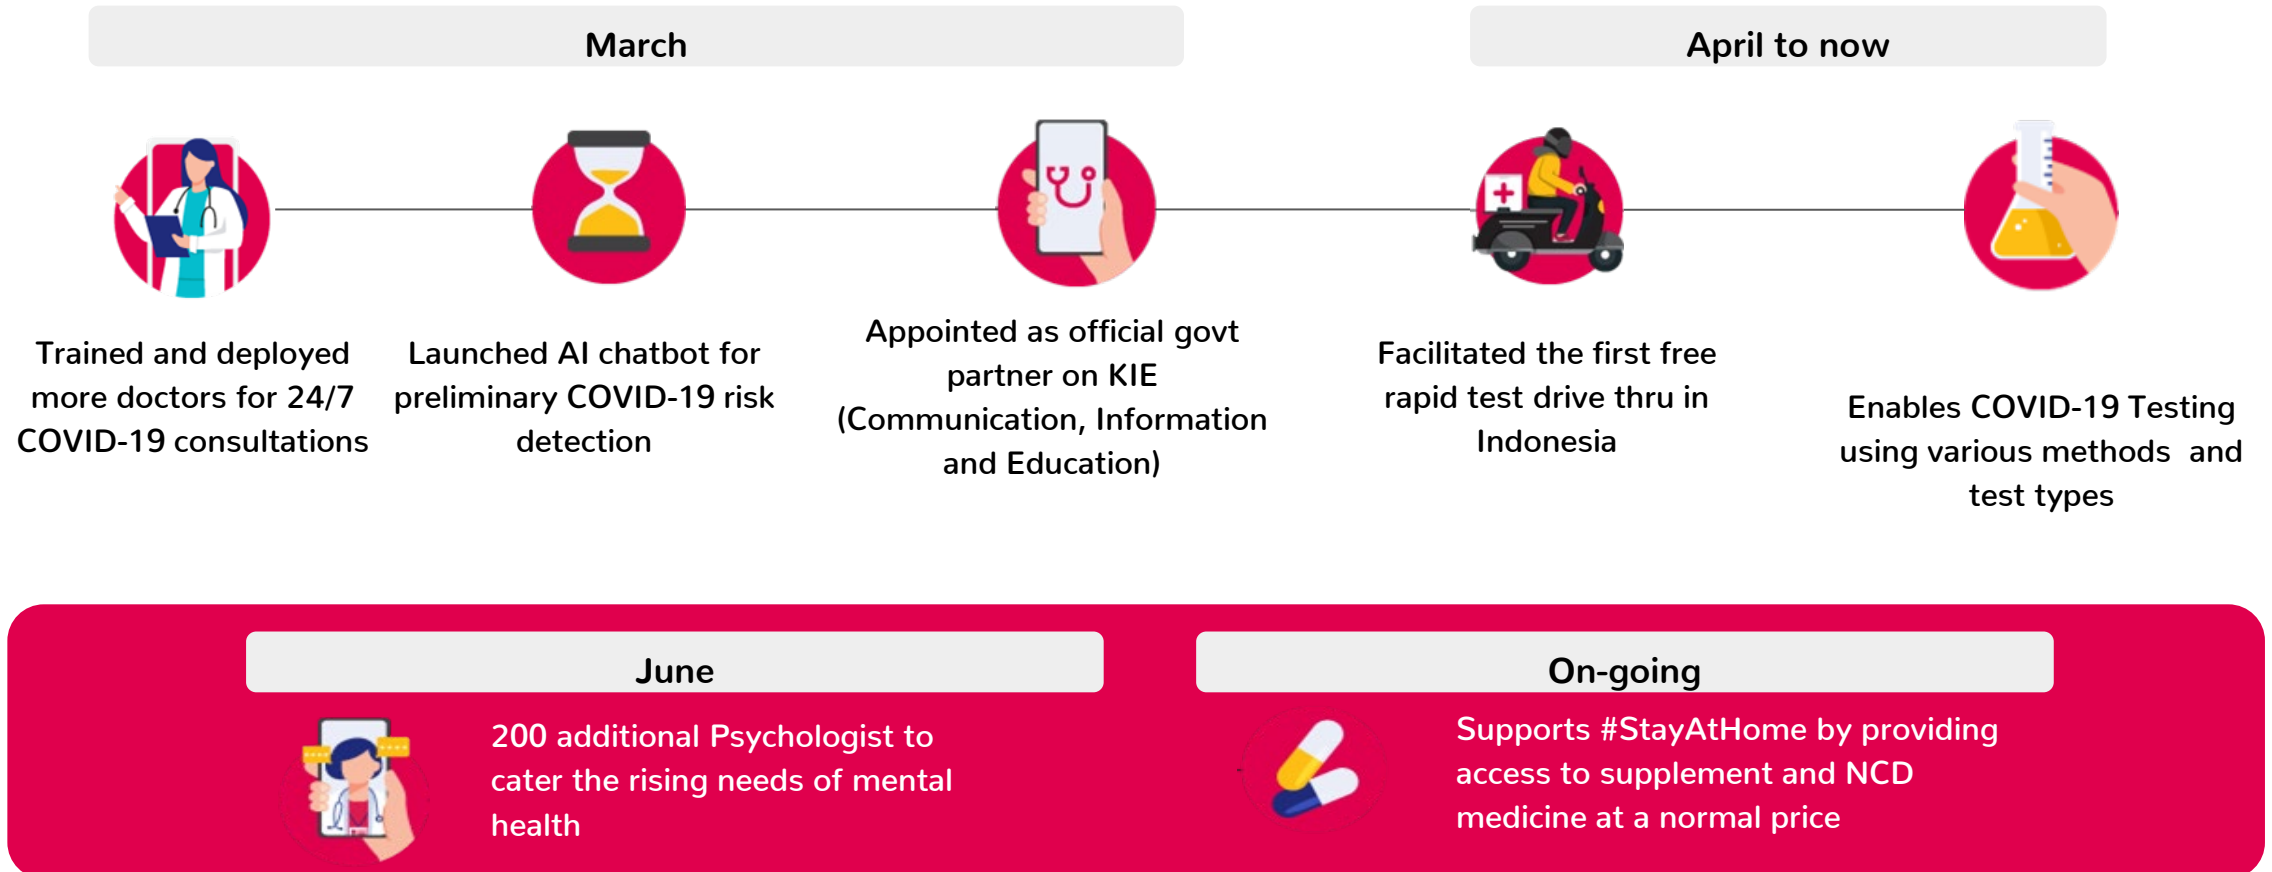 March
April to now
Trained and deployed
more doctors for 24/7
COVID-19 consultations
Launched AI chatbot for
preliminary COVID-19 risk
detection
Appointed as official govt
partner on KIE
(Communication, Information
and Education)
Facilitated the first free
rapid test drive thru in
Indonesia
Enables COVID-19 Testing
using various methods  and
test types
June
200 additional Psychologist to
cater the rising needs of mental
health
On-going
Supports #StayAtHome by providing
access to supplement and NCD
medicine at a normal price